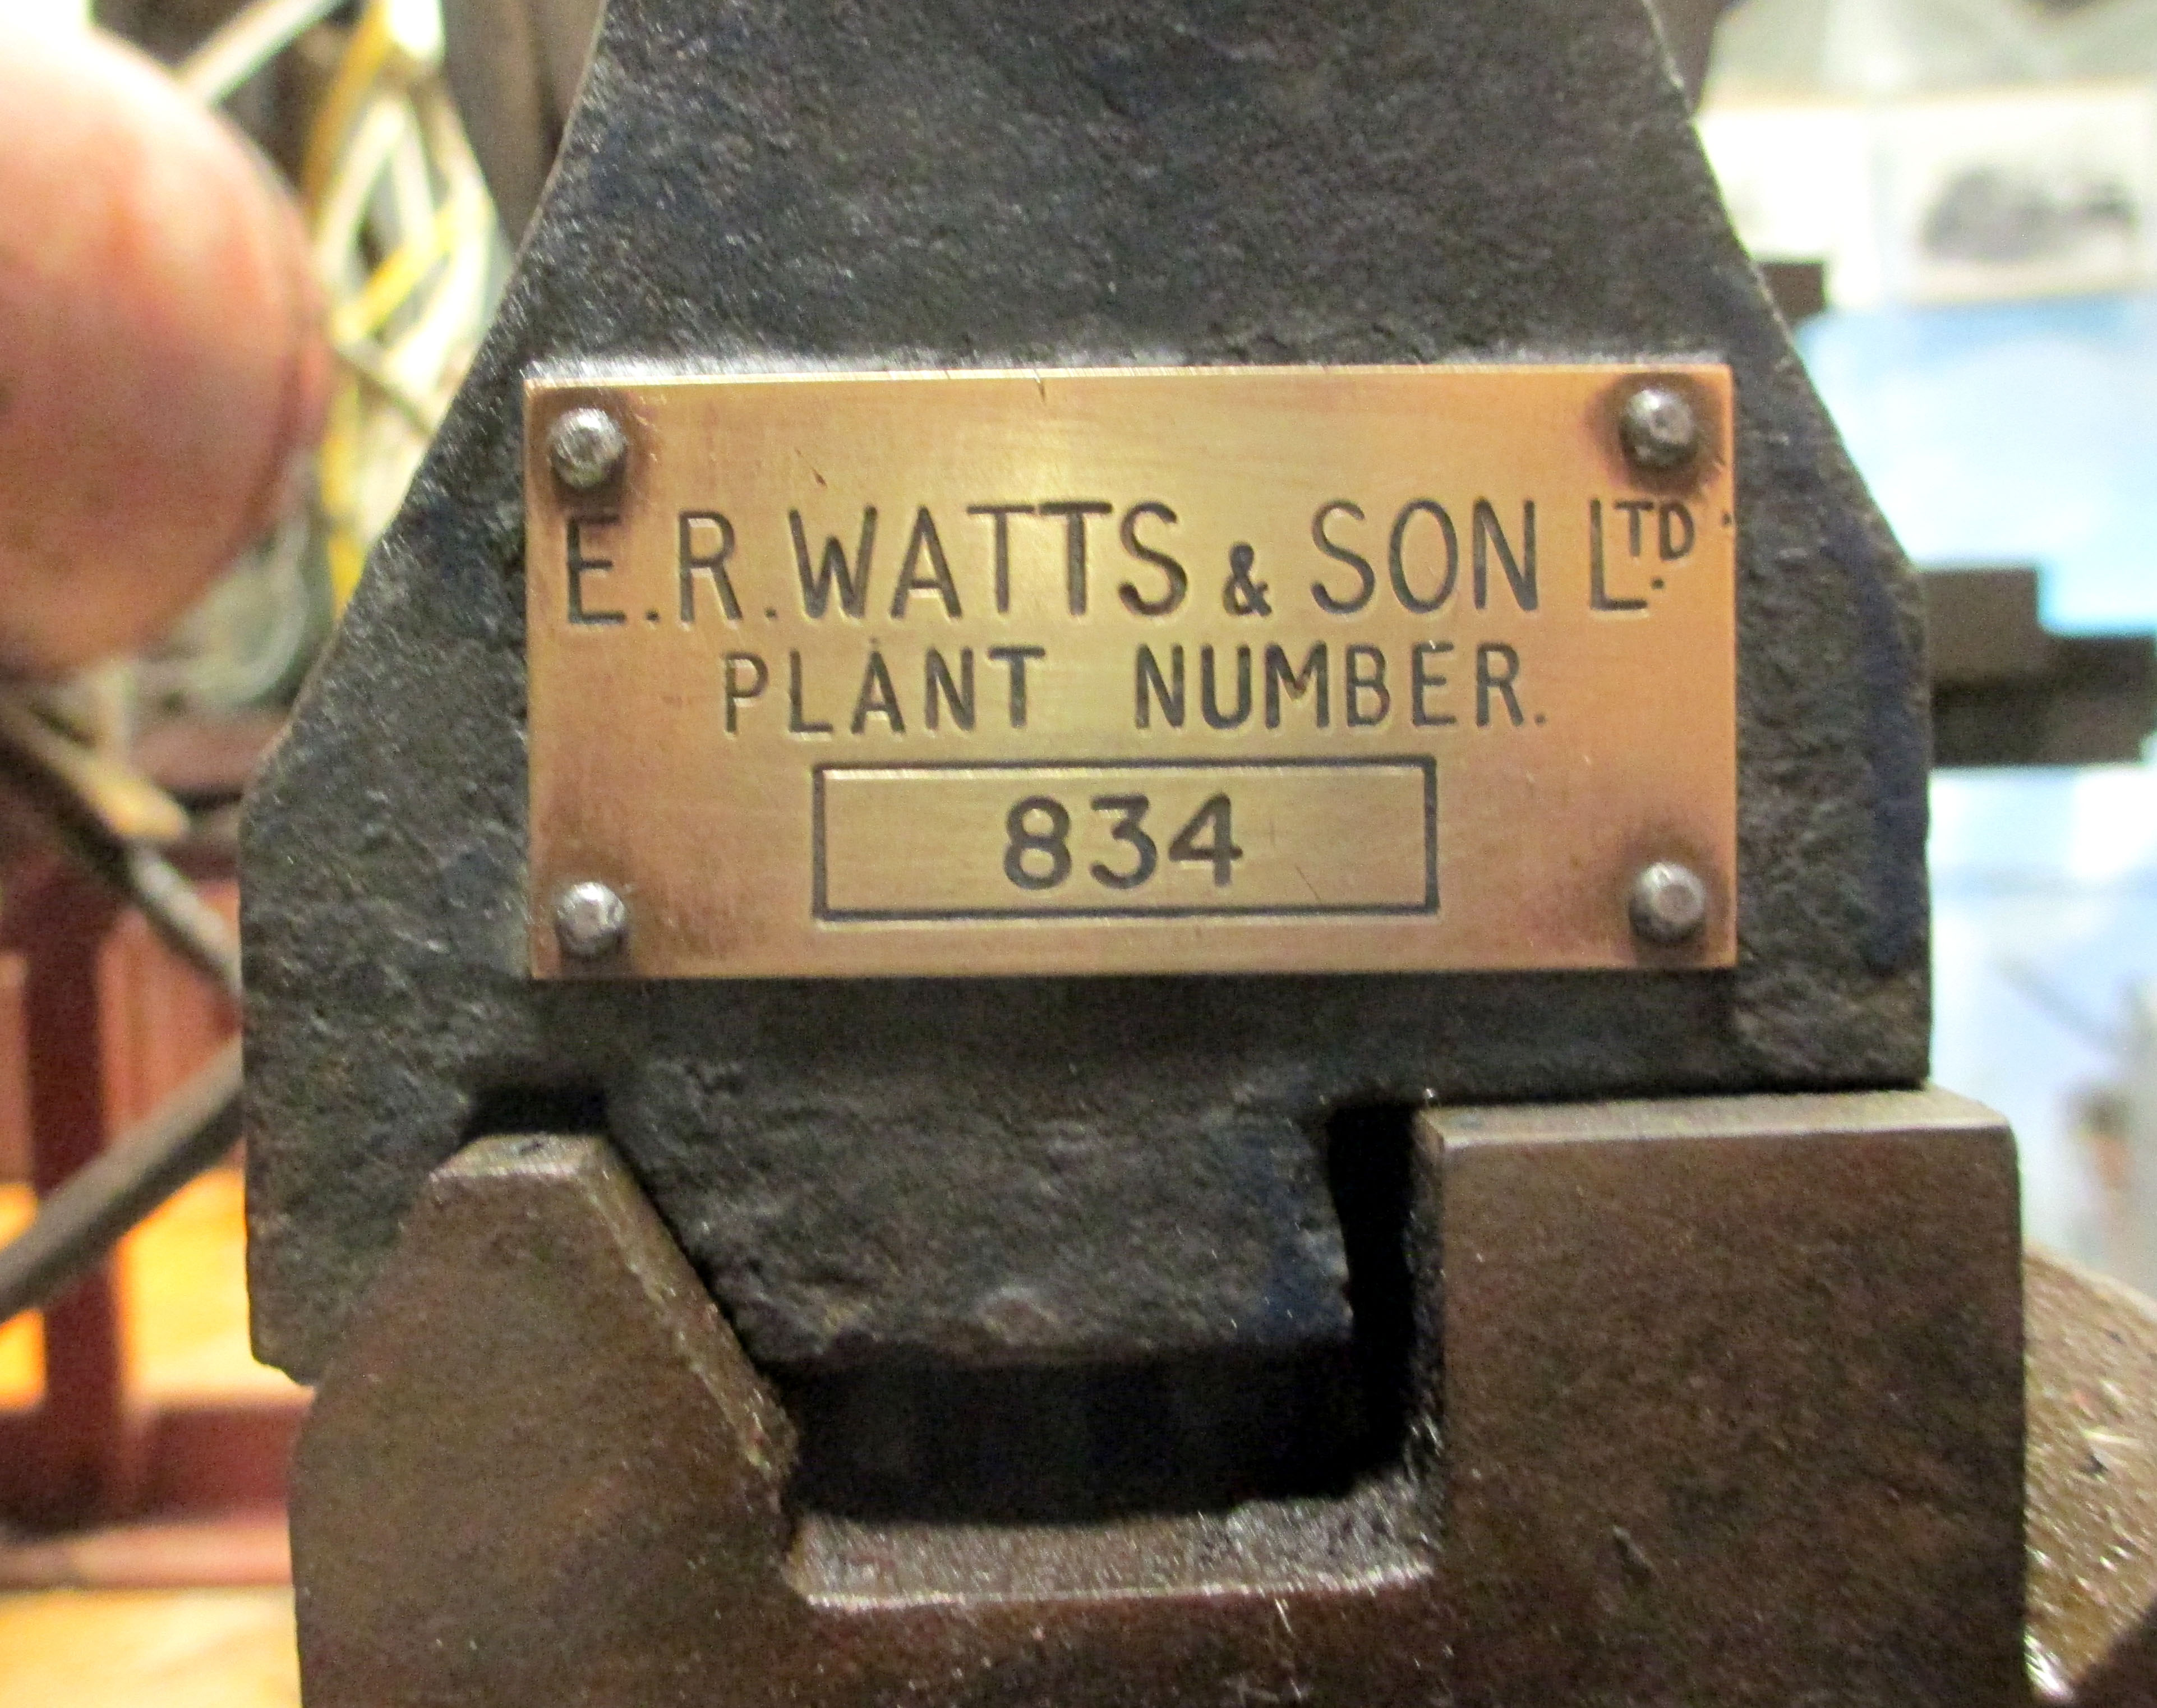 E.R.WATTS & SON LTD.
PLANT NUMBER.
834